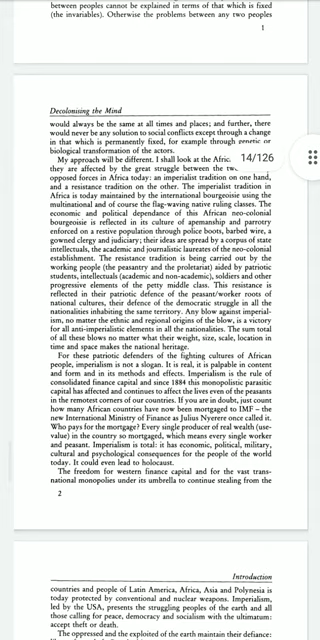 between peoples cannot be explained in terms of that which is fixed
(the invariables). Otherwise the problems between any two peoples
1
Decolonising the Mind
would always be the same at all times and places; and further, there
would never be any solution to social conflicts except through a change
in that which is permanently fixed, for example through genetic or
biological transformation of the actors.
My approach will be different. I shall look at the Afric
14/126
they are affected by the great struggle between the tw
opposed forces in Africa today: an imperialist tradition on one hand,
and a resistance tradition on the other. The imperialist tradition in
Africa is today maintained by the international bourgeoisie using the
multinational and of course the flag-waving native ruling classes. The
economic and political dependence of this African neo-colonial
bourgeoisie is reflected in its culture of apemanship and parrotry
enforced on a restive population through police boots, barbed wire, a
gowned clergy and judiciary; their ideas are spread by a corpus of state
intellectuals, the academic and journalistic laureates of the neo-colonial
establishment. The resistance tradition is being carried out by the
working people (the peasantry and the proletariat) aided by patriotic
students, intellectuals (academic and non-academic), soldiers and other
progressive elements of the petty middle class. This resistance is
reflected in their patriotic defence of the peasant/worker roots of
national cultures, their defence of the democratic struggle in all the
nationalities inhabiting the same territory. Any blow against imperial-
ism, no matter the ethnic and regional origins of the blow, is a victory
for all anti-imperialistic elements in all the nationalities. The sum total
of all these blows no matter what their weight, size, scale, location in
time and space makes the national heritage.
For these patriotic defenders of the fighting cultures of African
people, imperialism is not a slogan. It is real, it is palpable in content
and form and in its methods and effects. Imperialism is the rule of
consolidated finance capital and since 1884 this monopolistic parasitic
capital has affected and continues to affect the lives even of the peasants
in the remotest corners of our countries. If you are in doubt, just count
how many African countries have now been mortgaged to IMF – the
new International Ministry of Finance as Julius Nyerere once called it.
Who pays for the mortgage? Every single producer of real wealth (use-
value) in the country so mortgaged, which means every single worker
and peasant. Imperialism is total: it has economic, political, military,
cultural and psychological consequences for the people of the world
today. It could even lead to holocaust.
The freedom for western finance capital and for the vast trans-
national monopolies under its umbrella to continue stealing from the
2
Introduction
countries and people of Latin America, Africa, Asia and Polynesia is
today protected by conventional and nuclear weapons. Imperialism,
led by the USA, presents the struggling peoples of the earth and all
those calling for peace, democracy and socialism with the ultimatum:
accept theft or death.
The oppressed and the exploited of the earth maintain their defiance: